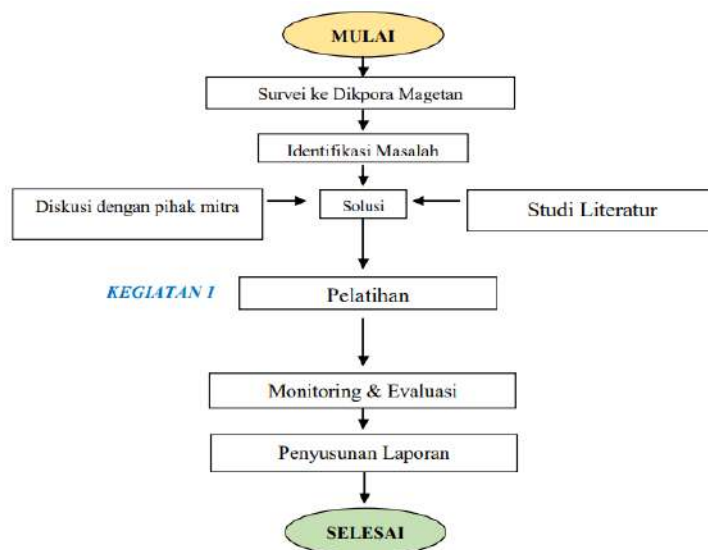 MULAI
Survei ke Dikpora Magetan
Identifikasi Masalah
Diskusi dengan pihak mitra
Solusi
Studi Literatur
KEGIATAN 1
Pelatihan
Monitoring & Evaluasi
Penyusunan Laporan
SELESAI